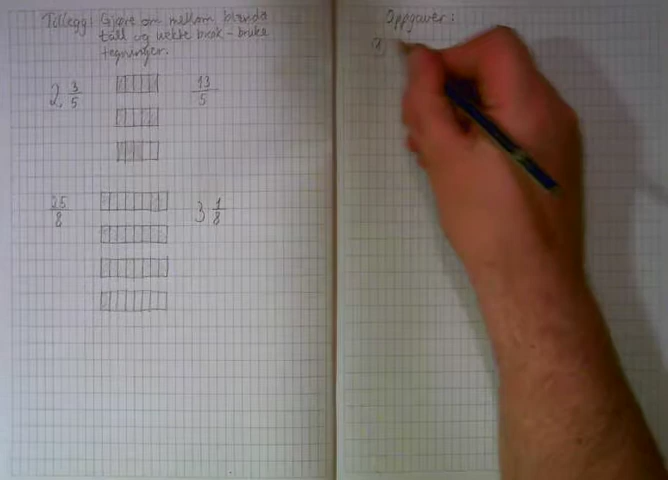 Tillegg: Gjøre om mellom blanda
tall og uekte brøk - bruke
tegninger.
2 3/5
13/5
25/8
3 1/8
Oppgaver:
a